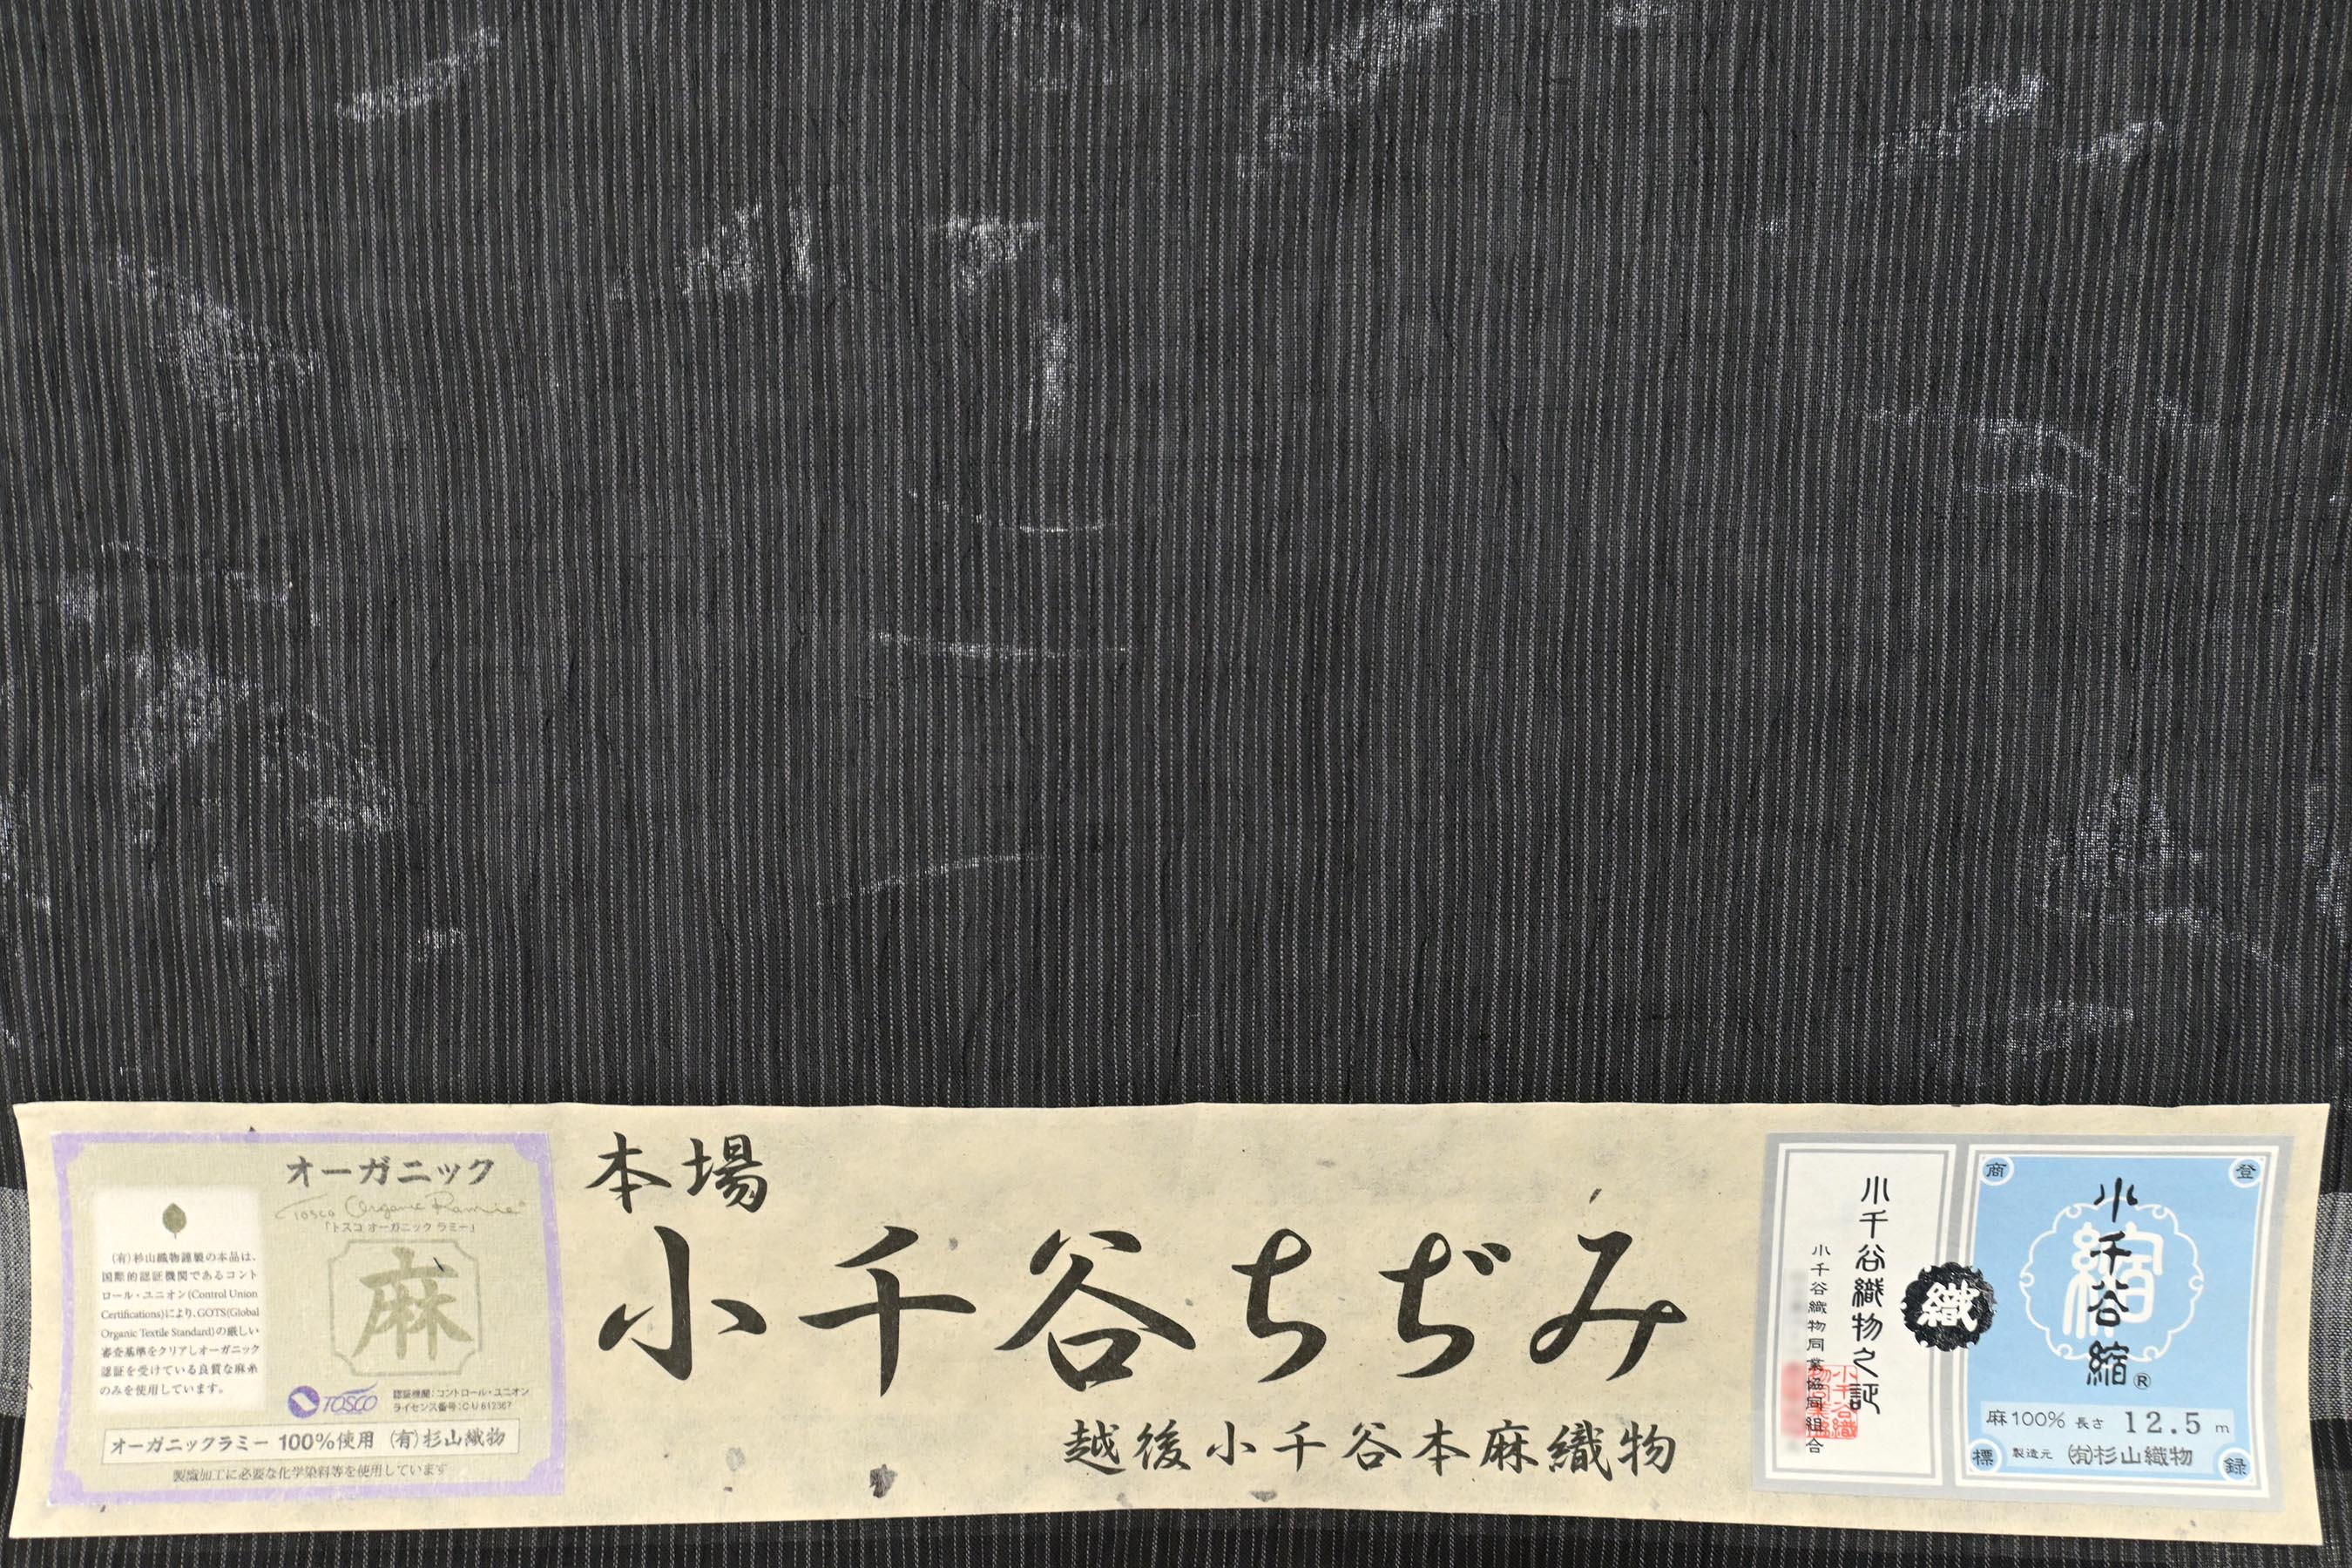 オーガニック
Tosco Organic Ramie
「トスコ オーガニック ラミー」
(有)杉山織物謹製の本品は、
国際的認証機関であるコント
ロール・ユニオン(Control Union
Certifications)により、GOTS(Global
Organic Textile Standard)の厳しい
審査基準をクリアしオーガニック
認証を受けている良質な麻糸
のみを使用しています。
麻
TOSCO
認証機関:コントロール・ユニオン
ライセンス番号:CU812367
オーガニックラミー 100%使用 (有)杉山織物
製識加工に必要な化学染料等を使用しています
本場
小千谷ちぢみ
越後小千谷本麻織物
小千谷織物之証
小千谷織物同業協同組合
織
商
登
縮
小千谷縮®
麻100% 長さ 12.5 m
標
製造元 (有)杉山織物
録